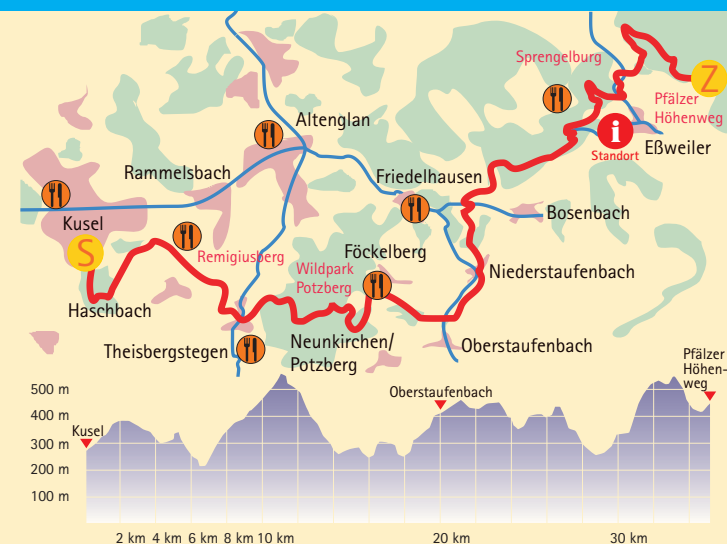 Sprengelburg
Z
Pfälzer
Höhenweg
i
Standort
Eßweiler
Altenglan
Rammelsbach
Friedelhausen
Kusel
S
Bosenbach
Remigiusberg
Föckelberg
Wildpark
Potzberg
Niederstaufenbach
Haschbach
Theisbergstegen
Neunkirchen/
Potzberg
Oberstaufenbach
Pfälzer
Höhen-
weg
500 m
400 m
300 m
200 m
100 m
Kusel
Oberstaufenbach
2 km 4 km 6 km 8 km 10 km 20 km 30 km